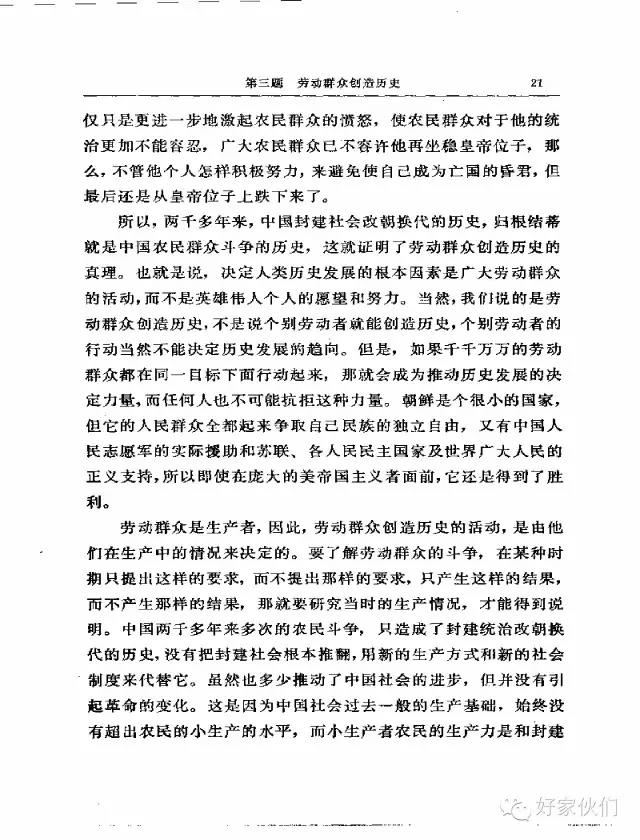 第三题 劳动群众创造历史 21
仅只是更进一步地激起农民群众的愤怒，使农民群众对于他的统
治更加不能容忍，广大农民群众已不容许他再坐稳皇帝位子，那
么，不管他个人怎样积极努力，来避免使自己成为亡国的昏君，但
最后还是从皇帝位子上跌下来了。
所以，两千多年来，中国封建社会改朝换代的历史，归根结蒂
就是中国农民群众斗争的历史，这就证明了劳动群众创造历史的
真理。也就是说，决定人类历史发展的根本因素是广大劳动群众
的活动，而不是英雄伟人个人的愿望和努力。当然，我们说的是劳
动群众创造历史，不是说个别劳动者就能创造历史，个别劳动者的
行动当然不能决定历史发展的趋向。但是，如果千千万万的劳动
群众都在同一目标下面行动起来，那就会成为推动历史发展的决
定力量，而任何人也不可能抗拒这种力量。朝鲜是个很小的国家，
但它的人民群众全都起来争取自己民族的独立自由，又有中国人
民志愿军的实际援助和苏联、各人民民主国家及世界广大人民的
正义支持，所以即使在庞大的美帝国主义者面前，它还是得到了胜
利。
劳动群众是生产者，因此，劳动群众创造历史的活动，是由他
们在生产中的情况来决定的。要了解劳动群众的斗争，在某种时
期只提出这样的要求，而不提出那样的要求，只产生这样的结果，
而不产生那样的结果，那就要研究当时的生产情况，才能得到说
明。中国两千多年来多次的农民斗争，只造成了封建统治改朝换
代的历史，没有把封建社会根本推翻，用新的生产方式和新的社会
制度来代替它。虽然也多少推动了中国社会的进步，但并没有引
起革命的变化。这是因为中国社会过去一般的生产基础，始终没
有超出农民的小生产的水平，而小生产者农民的生产力是和封建
好家伙们